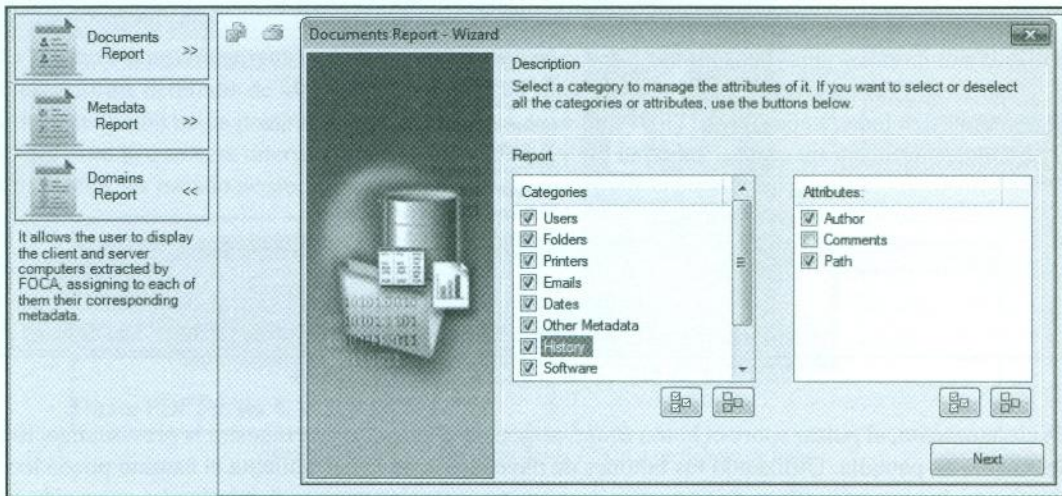 Documents
Report >>
Metadata
Report >>
Domains
Report <<
It allows the user to display
the client and server
computers extracted by
FOCA, assigning to each of
them their corresponding
metadata.
Documents Report - Wizard
Description
Select a category to manage the attributes of it. If you want to select or deselect
all the categories or attributes, use the buttons below.
Report
Categories
Users
Folders
Printers
Emails
Dates
Other Metadata
History
Software
Attributes:
Author
Comments
Path
Next